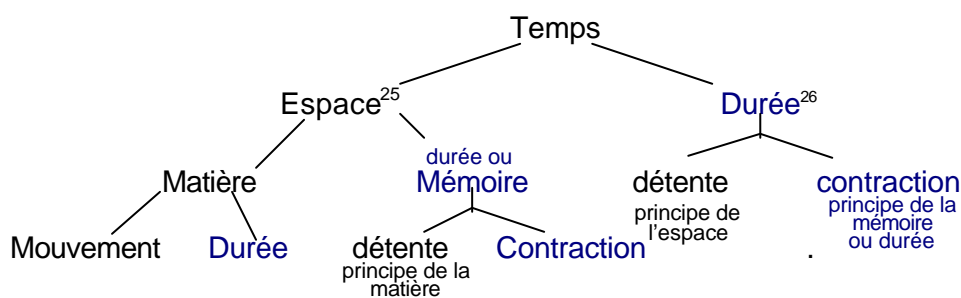 Temps
Espace25 Durée26
durée ou
Matière Mémoire détente contraction
principe de l'espace
principe de la mémoire ou durée
Mouvement Durée détente Contraction .
principe de la matière